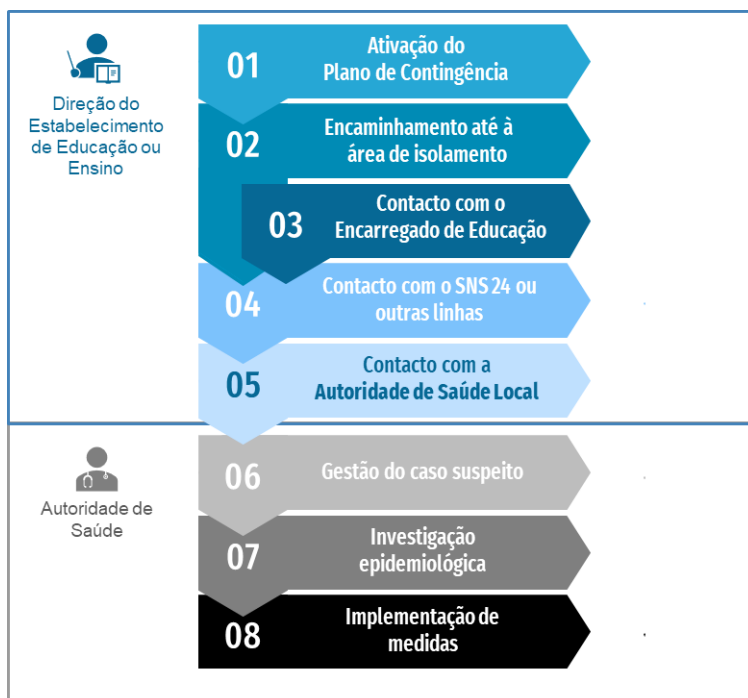 Direção do
Estabelecimento
de Educação ou
Ensino
01
Ativação do
Plano de Contingência
02
Encaminhamento até à
área de isolamento
03
Contacto com o
Encarregado de Educação
04
Contacto com o SNS 24 ou
outras linhas
05
Contacto com a
Autoridade de Saúde Local
Autoridade de
Saúde
06
Gestão do caso suspeito
07
Investigação
epidemiológica
08
Implementação de
medidas